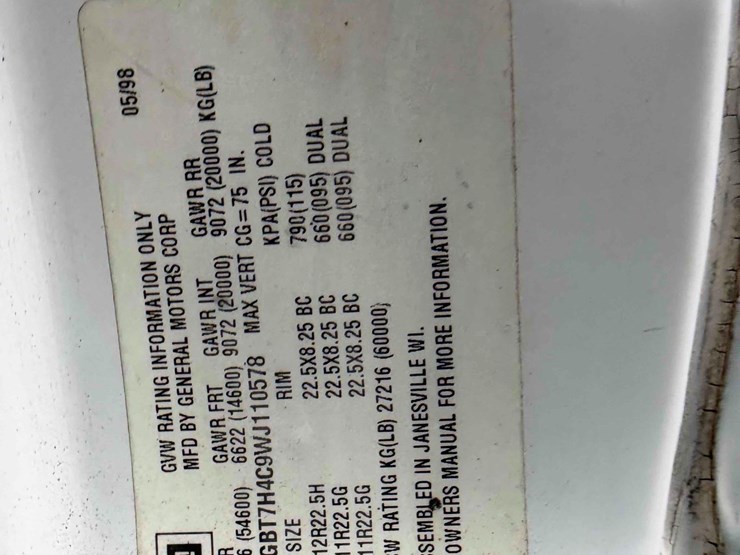 05/98
GVW RATING INFORMATION ONLY
MFD BY GENERAL MOTORS CORP
GAWR FRT GAWR INT GAWR RR
6 (54600) 6622 (14600) 9072 (20000) 9072 (20000) KG(LB)
GBT7H4C9WJ110578 MAX VERT CG=75 IN.
SIZE RIM KPA(PSI) COLD
12R22.5H 22.5X8.25 BC 790(115)
11R22.5G 22.5X8.25 BC 660(095) DUAL
11R22.5G 22.5X8.25 BC 660(095) DUAL
W RATING KG(LB) 27216 (60000)
SEMBLED IN JANESVILLE WI.
OWNERS MANUAL FOR MORE INFORMATION.